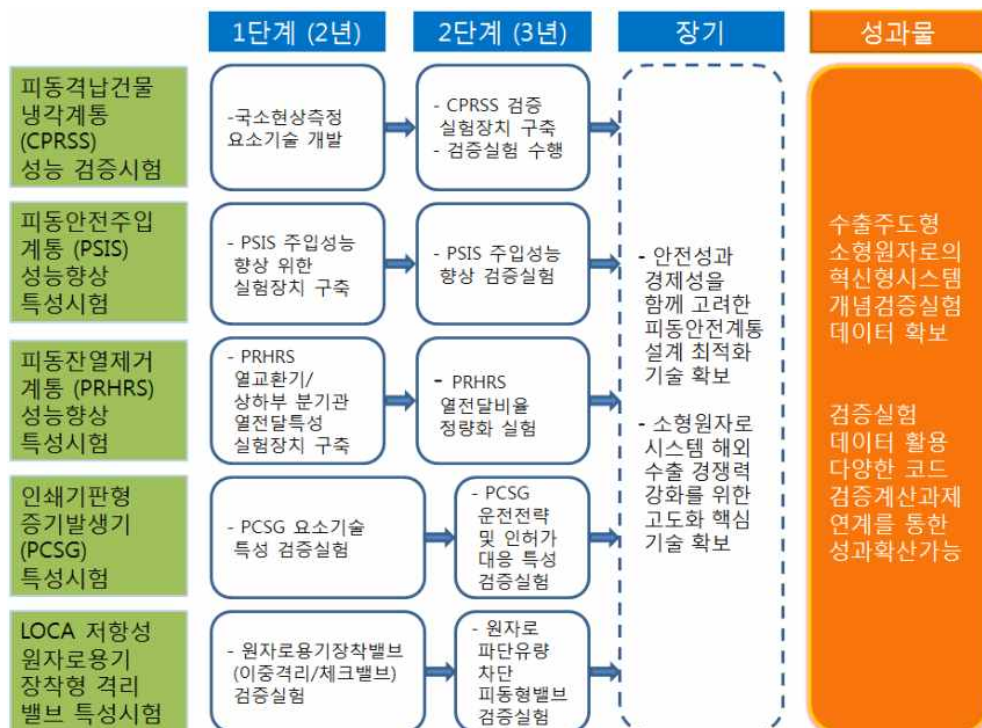 1단계 (2년)
2단계 (3년)
장기
성과물
피동격납건물
냉각계통
(CPRSS)
성능 검증시험
-국소현상측정
요소기술 개발
- CPRSS 검증
실험장치 구축
- 검증실험 수행
피동안전주입
계통 (PSIS)
성능향상
특성시험
- PSIS 주입성능
향상 위한
실험장치 구축
- PSIS 주입성능
향상 검증실험
피동잔열제거
계통 (PRHRS)
성능향상
특성시험
- PRHRS
열교환기/
상하부 분기관
열전달특성
실험장치 구축
- PRHRS
열전달비율
정량화 실험
인쇄기판형
증기발생기
(PCSG)
특성시험
- PCSG 요소기술
특성 검증실험
- PCSG
운전전략
및 인허가
대응 특성
검증실험
LOCA 저항성
원자로용기
장착형 격리
밸브 특성시험
- 원자로용기장착밸브
(이중격리/체크밸브)
검증실험
- 원자로
파단유량
차단
피동형밸브
검증실험
- 안전성과
경제성을
함께 고려한
피동안전계통
설계 최적화
기술 확보
- 소형원자로
시스템 해외
수출 경쟁력
강화를 위한
고도화 핵심
기술 확보
수출주도형
소형원자로의
혁신형시스템
개념검증실험
데이터 확보
검증실험
데이터 활용
다양한 코드
검증계산과제
연계를 통한
성과확산가능